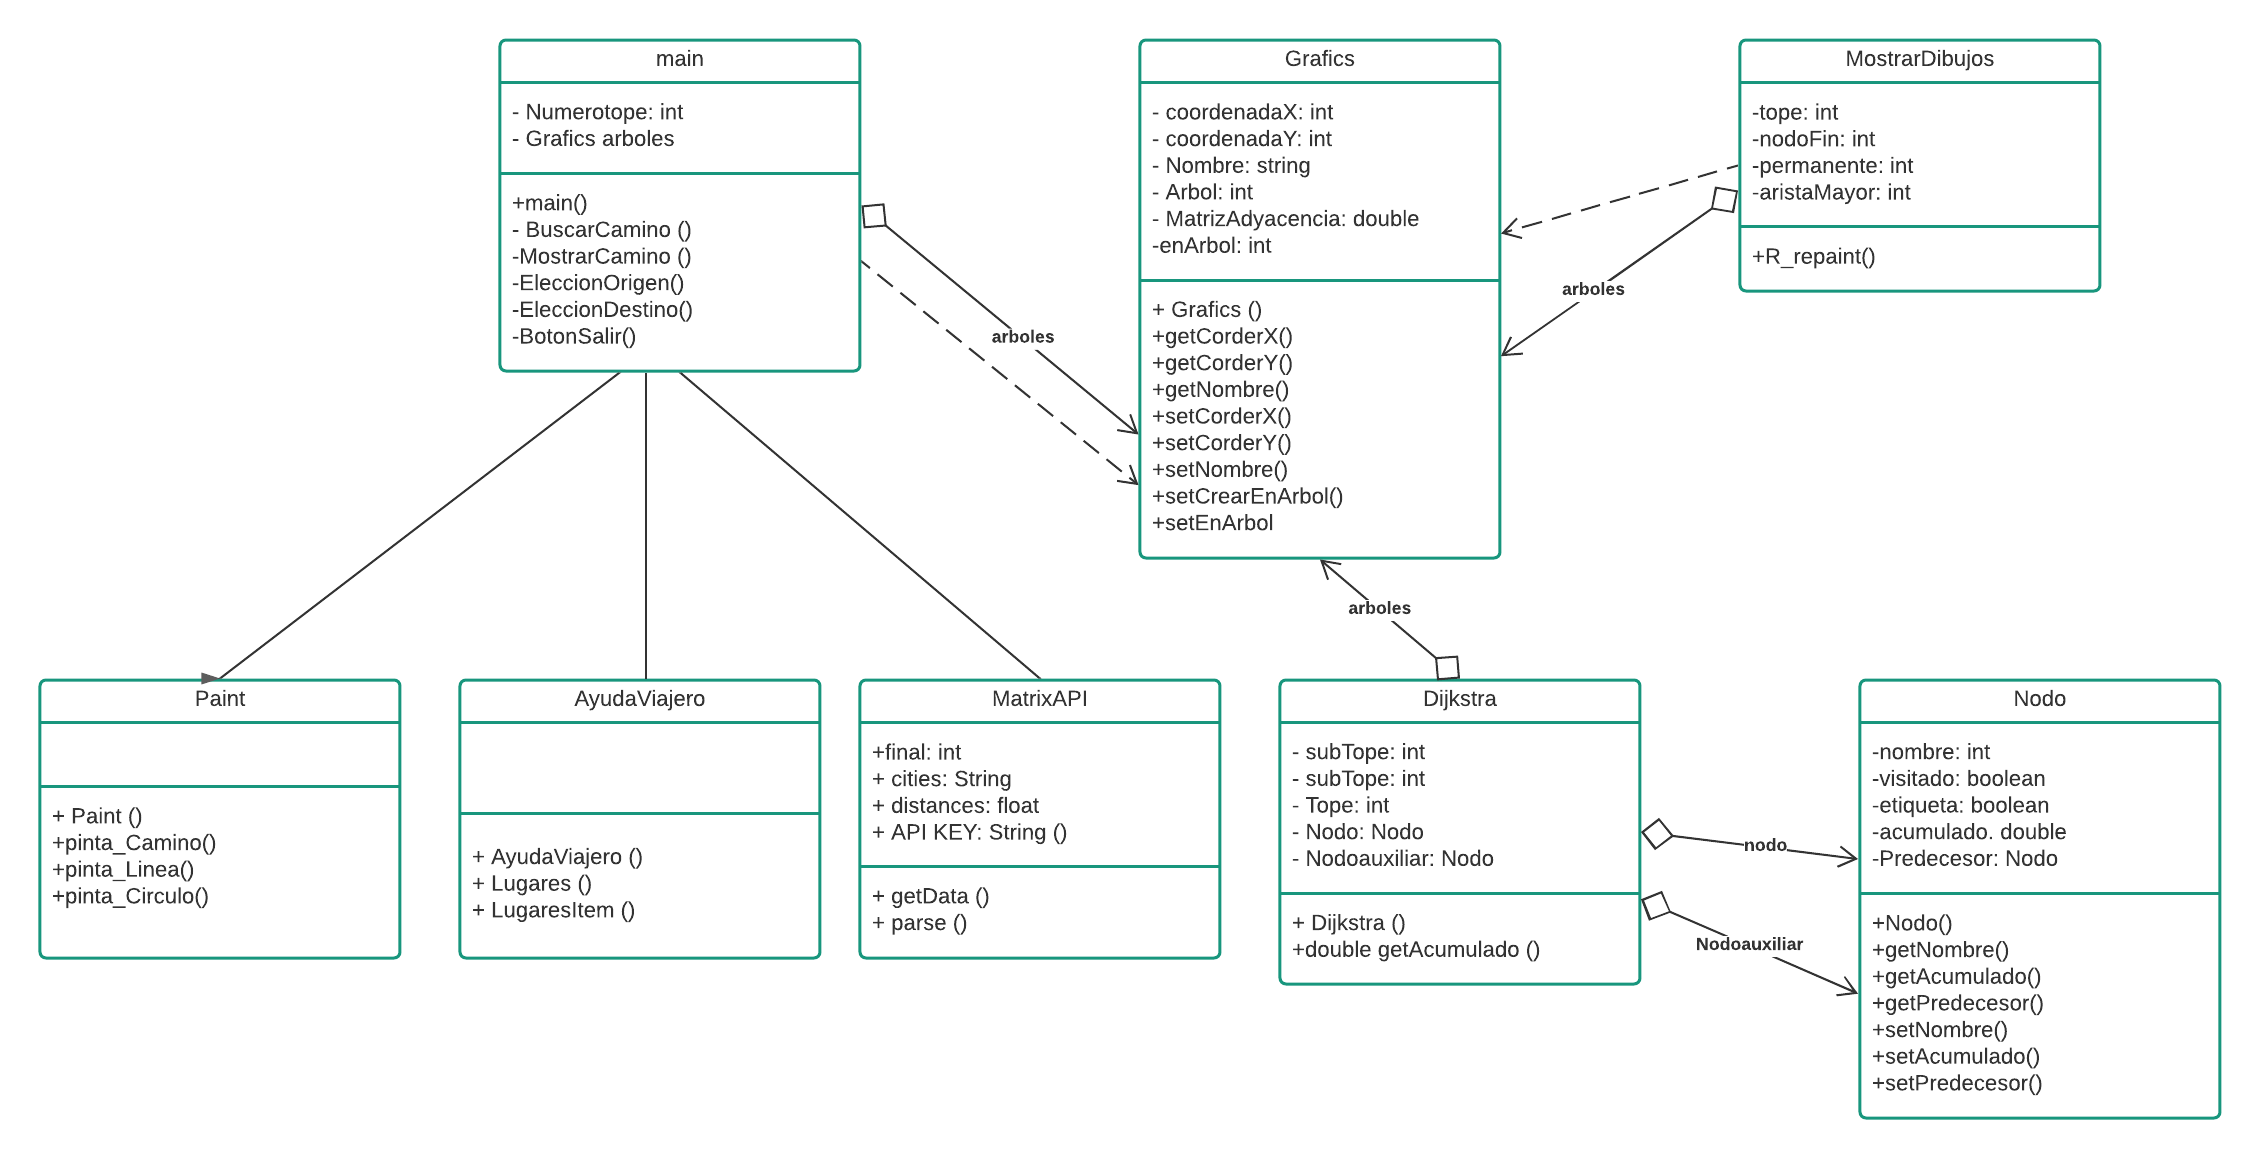 main
- Numerotope: int
- Grafics arboles
+main()
- BuscarCamino ()
-MostrarCamino ()
-EleccionOrigen()
-EleccionDestino()
-BotonSalir()
Grafics
- coordenadaX: int
- coordenadaY: int
- Nombre: string
- Arbol: int
- MatrizAdyacencia: double
-enArbol: int
+ Grafics ()
+getCorderX()
+getCorderY()
+getNombre()
+setCorderX()
+setCorderY()
+setNombre()
+setCrearEnArbol()
+setEnArbol
MostrarDibujos
-tope: int
-nodoFin: int
-permanente: int
-aristaMayor: int
+R_repaint()
arboles
arboles
arboles
Paint
+ Paint ()
+pinta_Camino()
+pinta_Linea()
+pinta_Circulo()
AyudaViajero
+ AyudaViajero ()
+ Lugares ()
+ LugaresItem ()
MatrixAPI
+final: int
+ cities: String
+ distances: float
+ API KEY: String ()
+ getData ()
+ parse ()
Dijkstra
- subTope: int
- subTope: int
- Tope: int
- Nodo: Nodo
- Nodoauxiliar: Nodo
+ Dijkstra ()
+double getAcumulado ()
nodo
Nodoauxiliar
Nodo
-nombre: int
-visitado: boolean
-etiqueta: boolean
-acumulado. double
-Predecesor: Nodo
+Nodo()
+getNombre()
+getAcumulado()
+getPredecesor()
+setNombre()
+setAcumulado()
+setPredecesor()